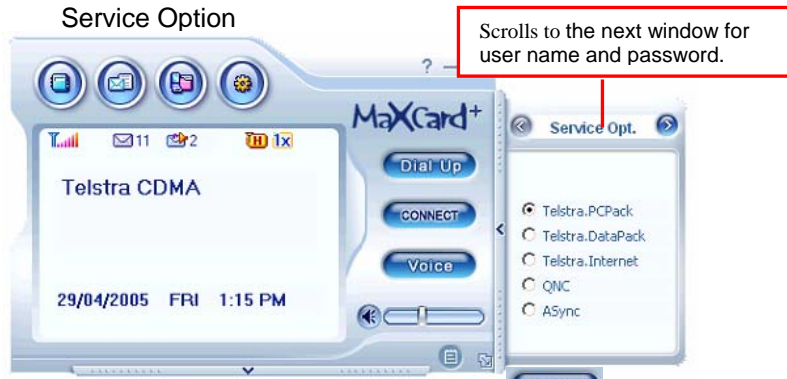 Service Option
Scrolls to the next window for
user name and password.
? –
MaXCard+
11 2 H 1x
Service Opt.
Dial Up
Telstra CDMA
CONNECT
Telstra.PCPack
Telstra.DataPack
Telstra.Internet
QNC
ASync
Voice
29/04/2005 FRI 1:15 PM